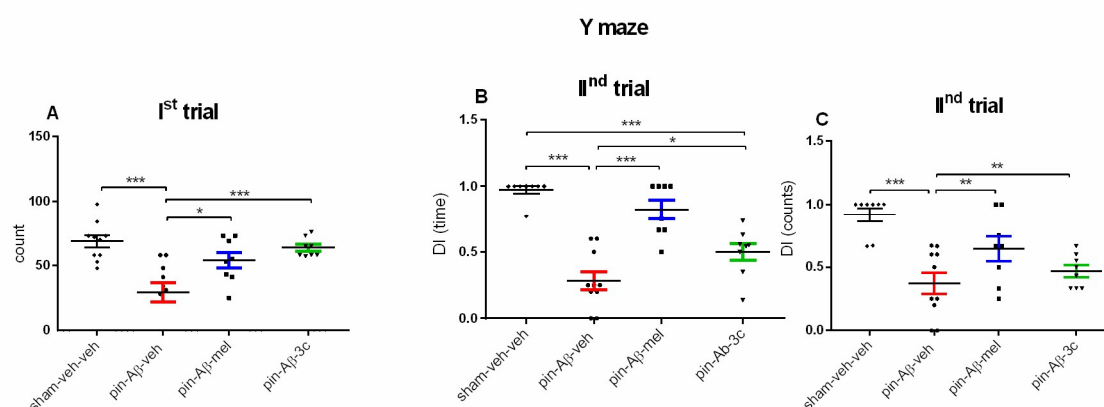 Y maze
A
Iˢᵗ trial
150
100
50
0
count
***
***
*
sham-veh-veh
pin-Aβ-veh
pin-Aβ-mel
pin-Aβ-3c
B
IIⁿᵈ trial
1.5
1.0
0.5
0.0
DI (time)
***
*
***
***
sham-veh-veh
pin-Aβ-veh
pin-Aβ-mel
pin-Ab-3c
C
IIⁿᵈ trial
1.5
1.0
0.5
0.0
DI (counts)
**
***
**
sham-veh-veh
pin-Aβ-veh
pin-Aβ-mel
pin-Aβ-3c